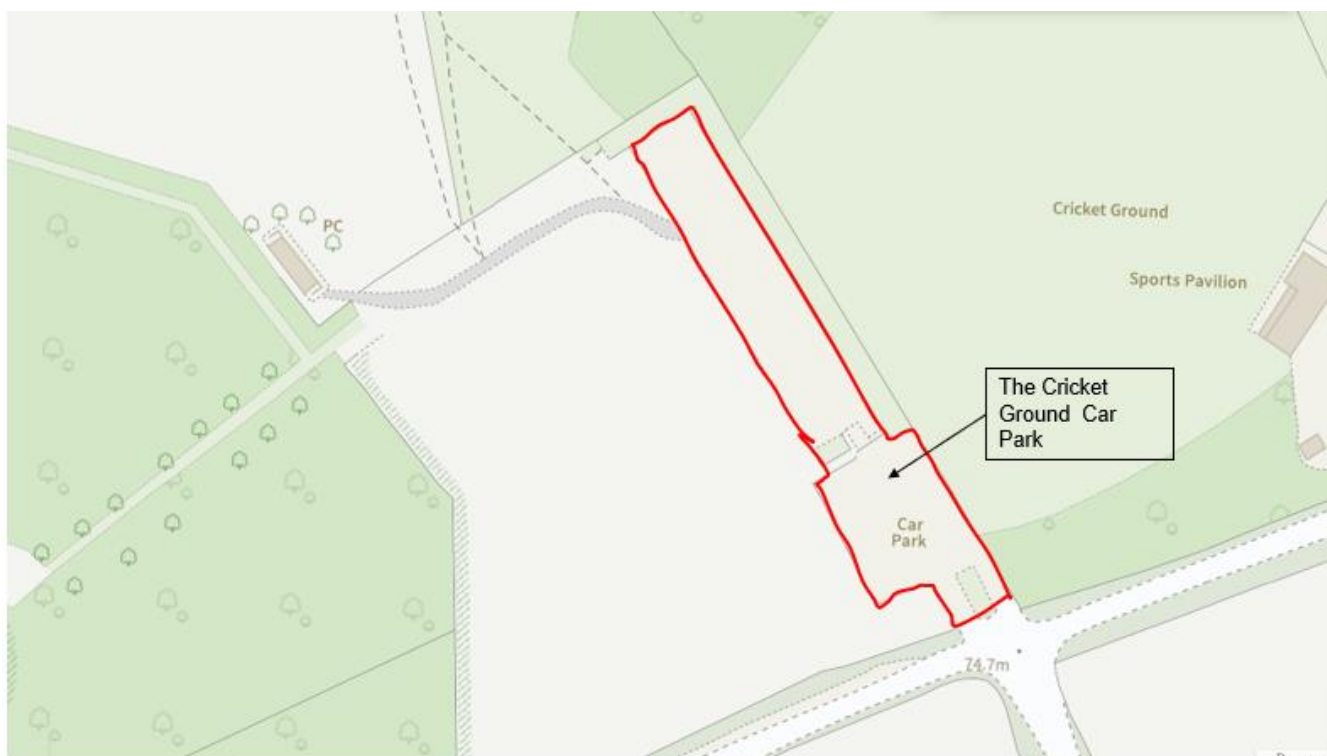 PC
Cricket Ground
Sports Pavilion
The Cricket
Ground Car
Park
Car
Park
74.7m